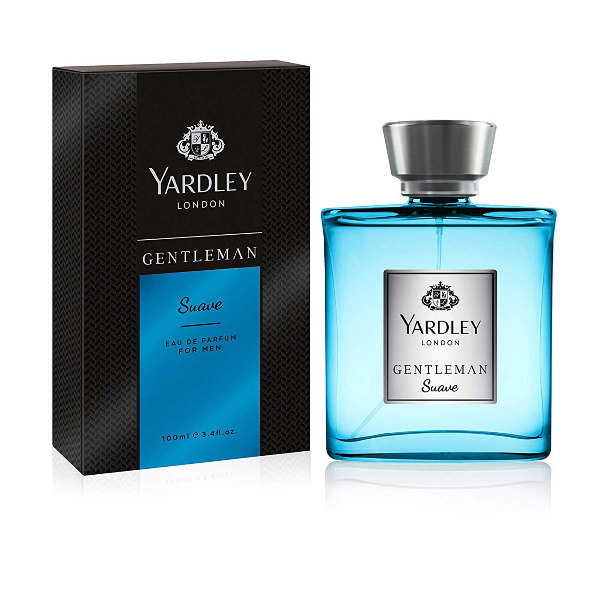 YARDLEY
LONDON
GENTLEMAN
Suave
EAU DE PARFUM
FOR MEN
100ml e 3.4fl.oz.
YARDLEY
LONDON
GENTLEMAN
Suave